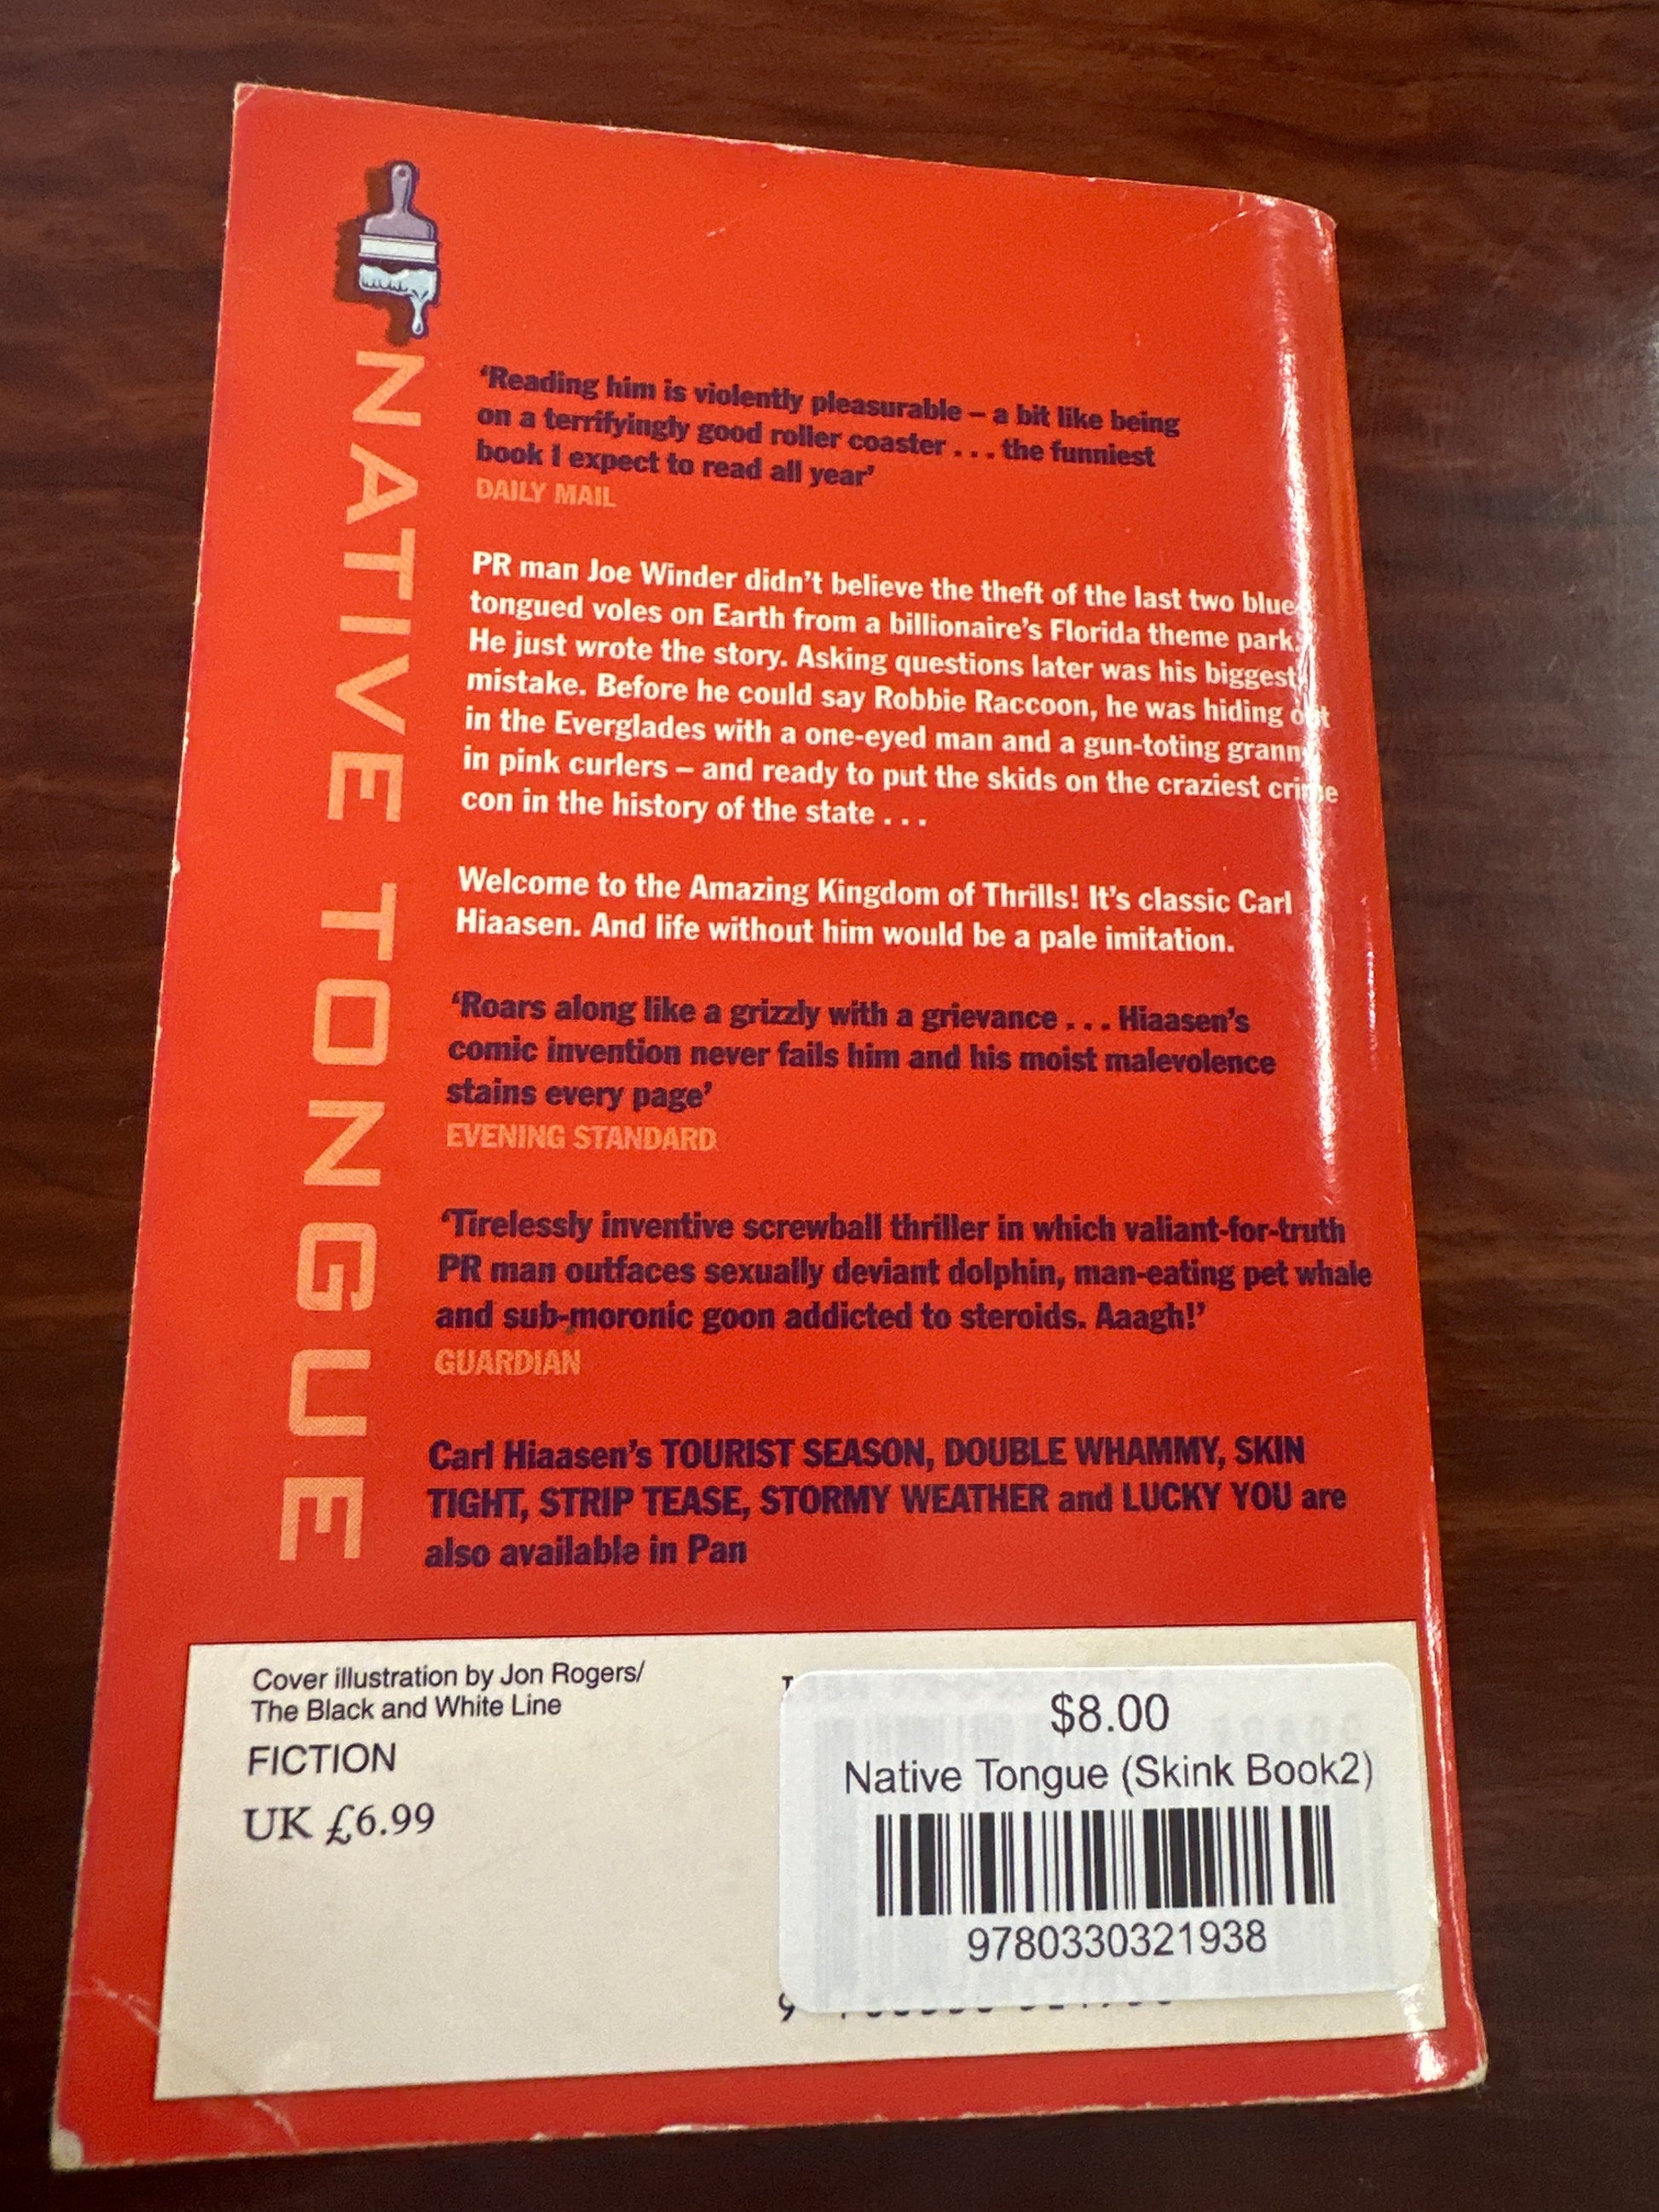 NATIVE TONGUE
‘Reading him is violently pleasurable – a bit like being
on a terrifyingly good roller coaster . . . the funniest
book I expect to read all year’
DAILY MAIL
PR man Joe Winder didn’t believe the theft of the last two blue-
tongued voles on Earth from a billionaire’s Florida theme park.
He just wrote the story. Asking questions later was his biggest
mistake. Before he could say Robbie Raccoon, he was hiding out
in the Everglades with a one-eyed man and a gun-toting granny
in pink curlers – and ready to put the skids on the craziest crime
con in the history of the state . . .
Welcome to the Amazing Kingdom of Thrills! It’s classic Carl
Hiaasen. And life without him would be a pale imitation.
‘Roars along like a grizzly with a grievance . . . Hiaasen’s
comic invention never fails him and his moist malevolence
stains every page’
EVENING STANDARD
‘Tirelessly inventive screwball thriller in which valiant-for-truth
PR man outfaces sexually deviant dolphin, man-eating pet whale
and sub-moronic goon addicted to steroids. Aaagh!’
GUARDIAN
Carl Hiaasen’s TOURIST SEASON, DOUBLE WHAMMY, SKIN
TIGHT, STRIP TEASE, STORMY WEATHER and LUCKY YOU are
also available in Pan
Cover illustration by Jon Rogers/
The Black and White Line
FICTION
UK £6.99
$8.00
Native Tongue (Skink Book2)
9780330321938
9